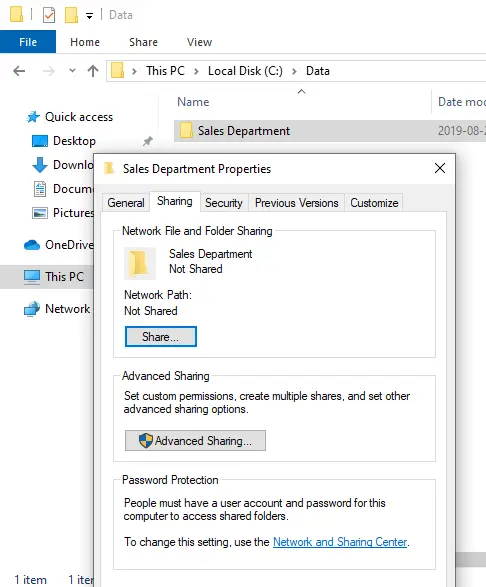 Data
File Home Share View
This PC Local Disk (C:) Data
Name Date mo
Quick access
Desktop
Sales Department 2019-08-2
Downlo
Docume
Pictures
OneDrive
This PC
Network
Sales Department Properties
General Sharing Security Previous Versions Customize
Network File and Folder Sharing
Sales Department
Not Shared
Network Path:
Not Shared
Share...
Advanced Sharing
Set custom permissions, create multiple shares, and set other
advanced sharing options.
Advanced Sharing...
Password Protection
People must have a user account and password for this
computer to access shared folders.
To change this setting, use the Network and Sharing Center.
1 item 1 ite